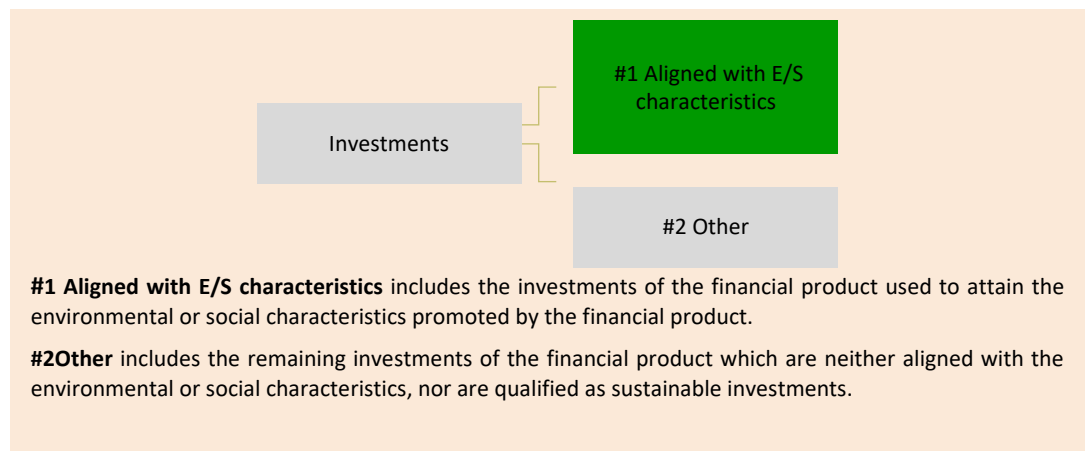 #1 Aligned with E/S
characteristics
Investments
#2 Other
#1 Aligned with E/S characteristics includes the investments of the financial product used to attain the
environmental or social characteristics promoted by the financial product.
#2Other includes the remaining investments of the financial product which are neither aligned with the
environmental or social characteristics, nor are qualified as sustainable investments.